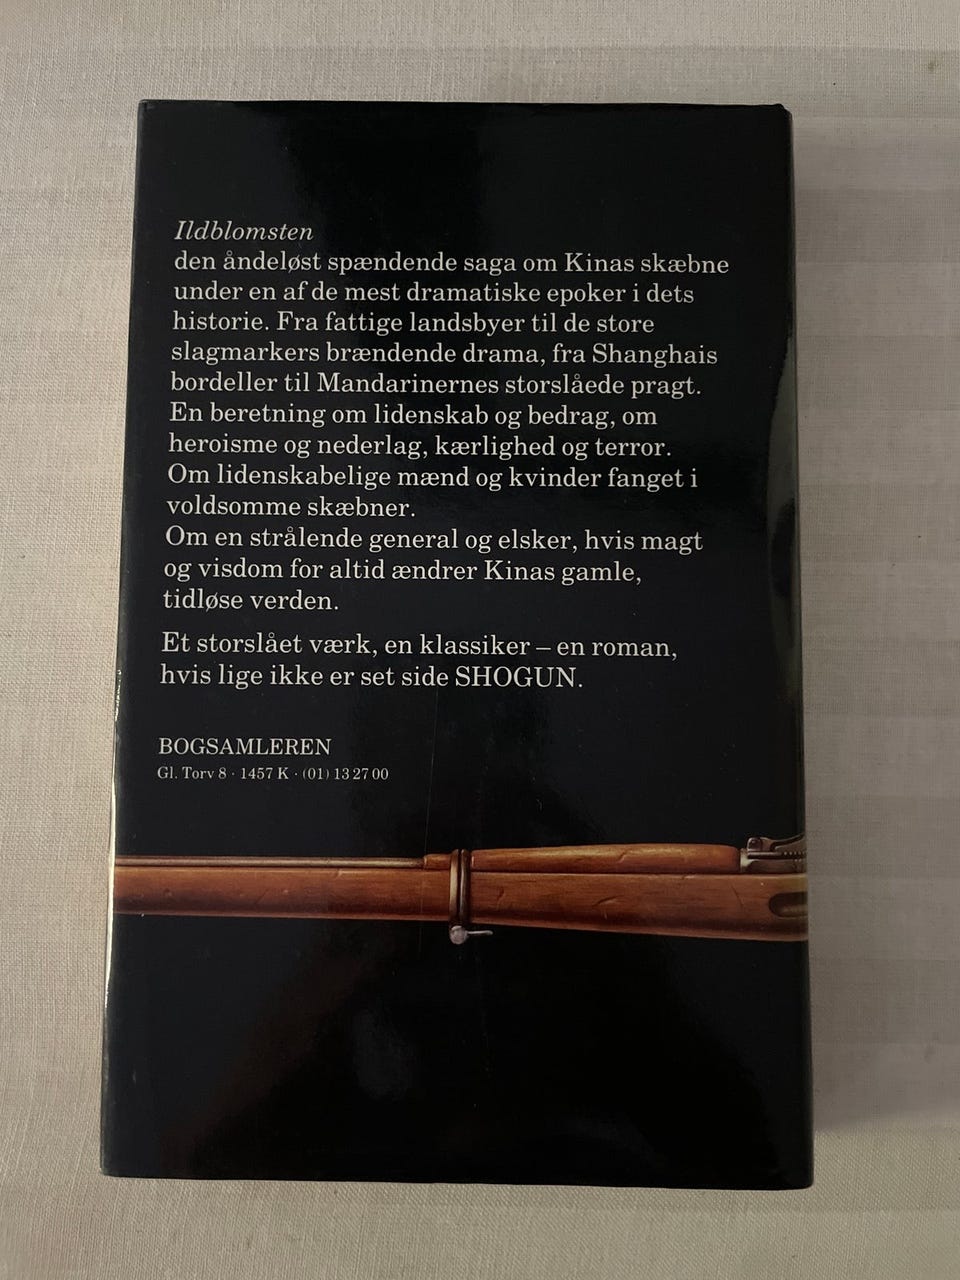 Ildblomsten
den åndeløst spændende saga om Kinas skæbne
under en af de mest dramatiske epoker i dets
historie. Fra fattige landsbyer til de store
slagmarkers brændende drama, fra Shanghais
bordeller til Mandarinernes storslåede pragt.
En beretning om lidenskab og bedrag, om
heroisme og nederlag, kærlighed og terror.
Om lidenskabelige mænd og kvinder fanget i
voldsomme skæbner.
Om en strålende general og elsker, hvis magt
og visdom for altid ændrer Kinas gamle,
tidløse verden.
Et storslået værk, en klassiker – en roman,
hvis lige ikke er set side SHOGUN.
BOGSAMLEREN
Gl. Torv 8 · 1457 K · (01) 13 27 00